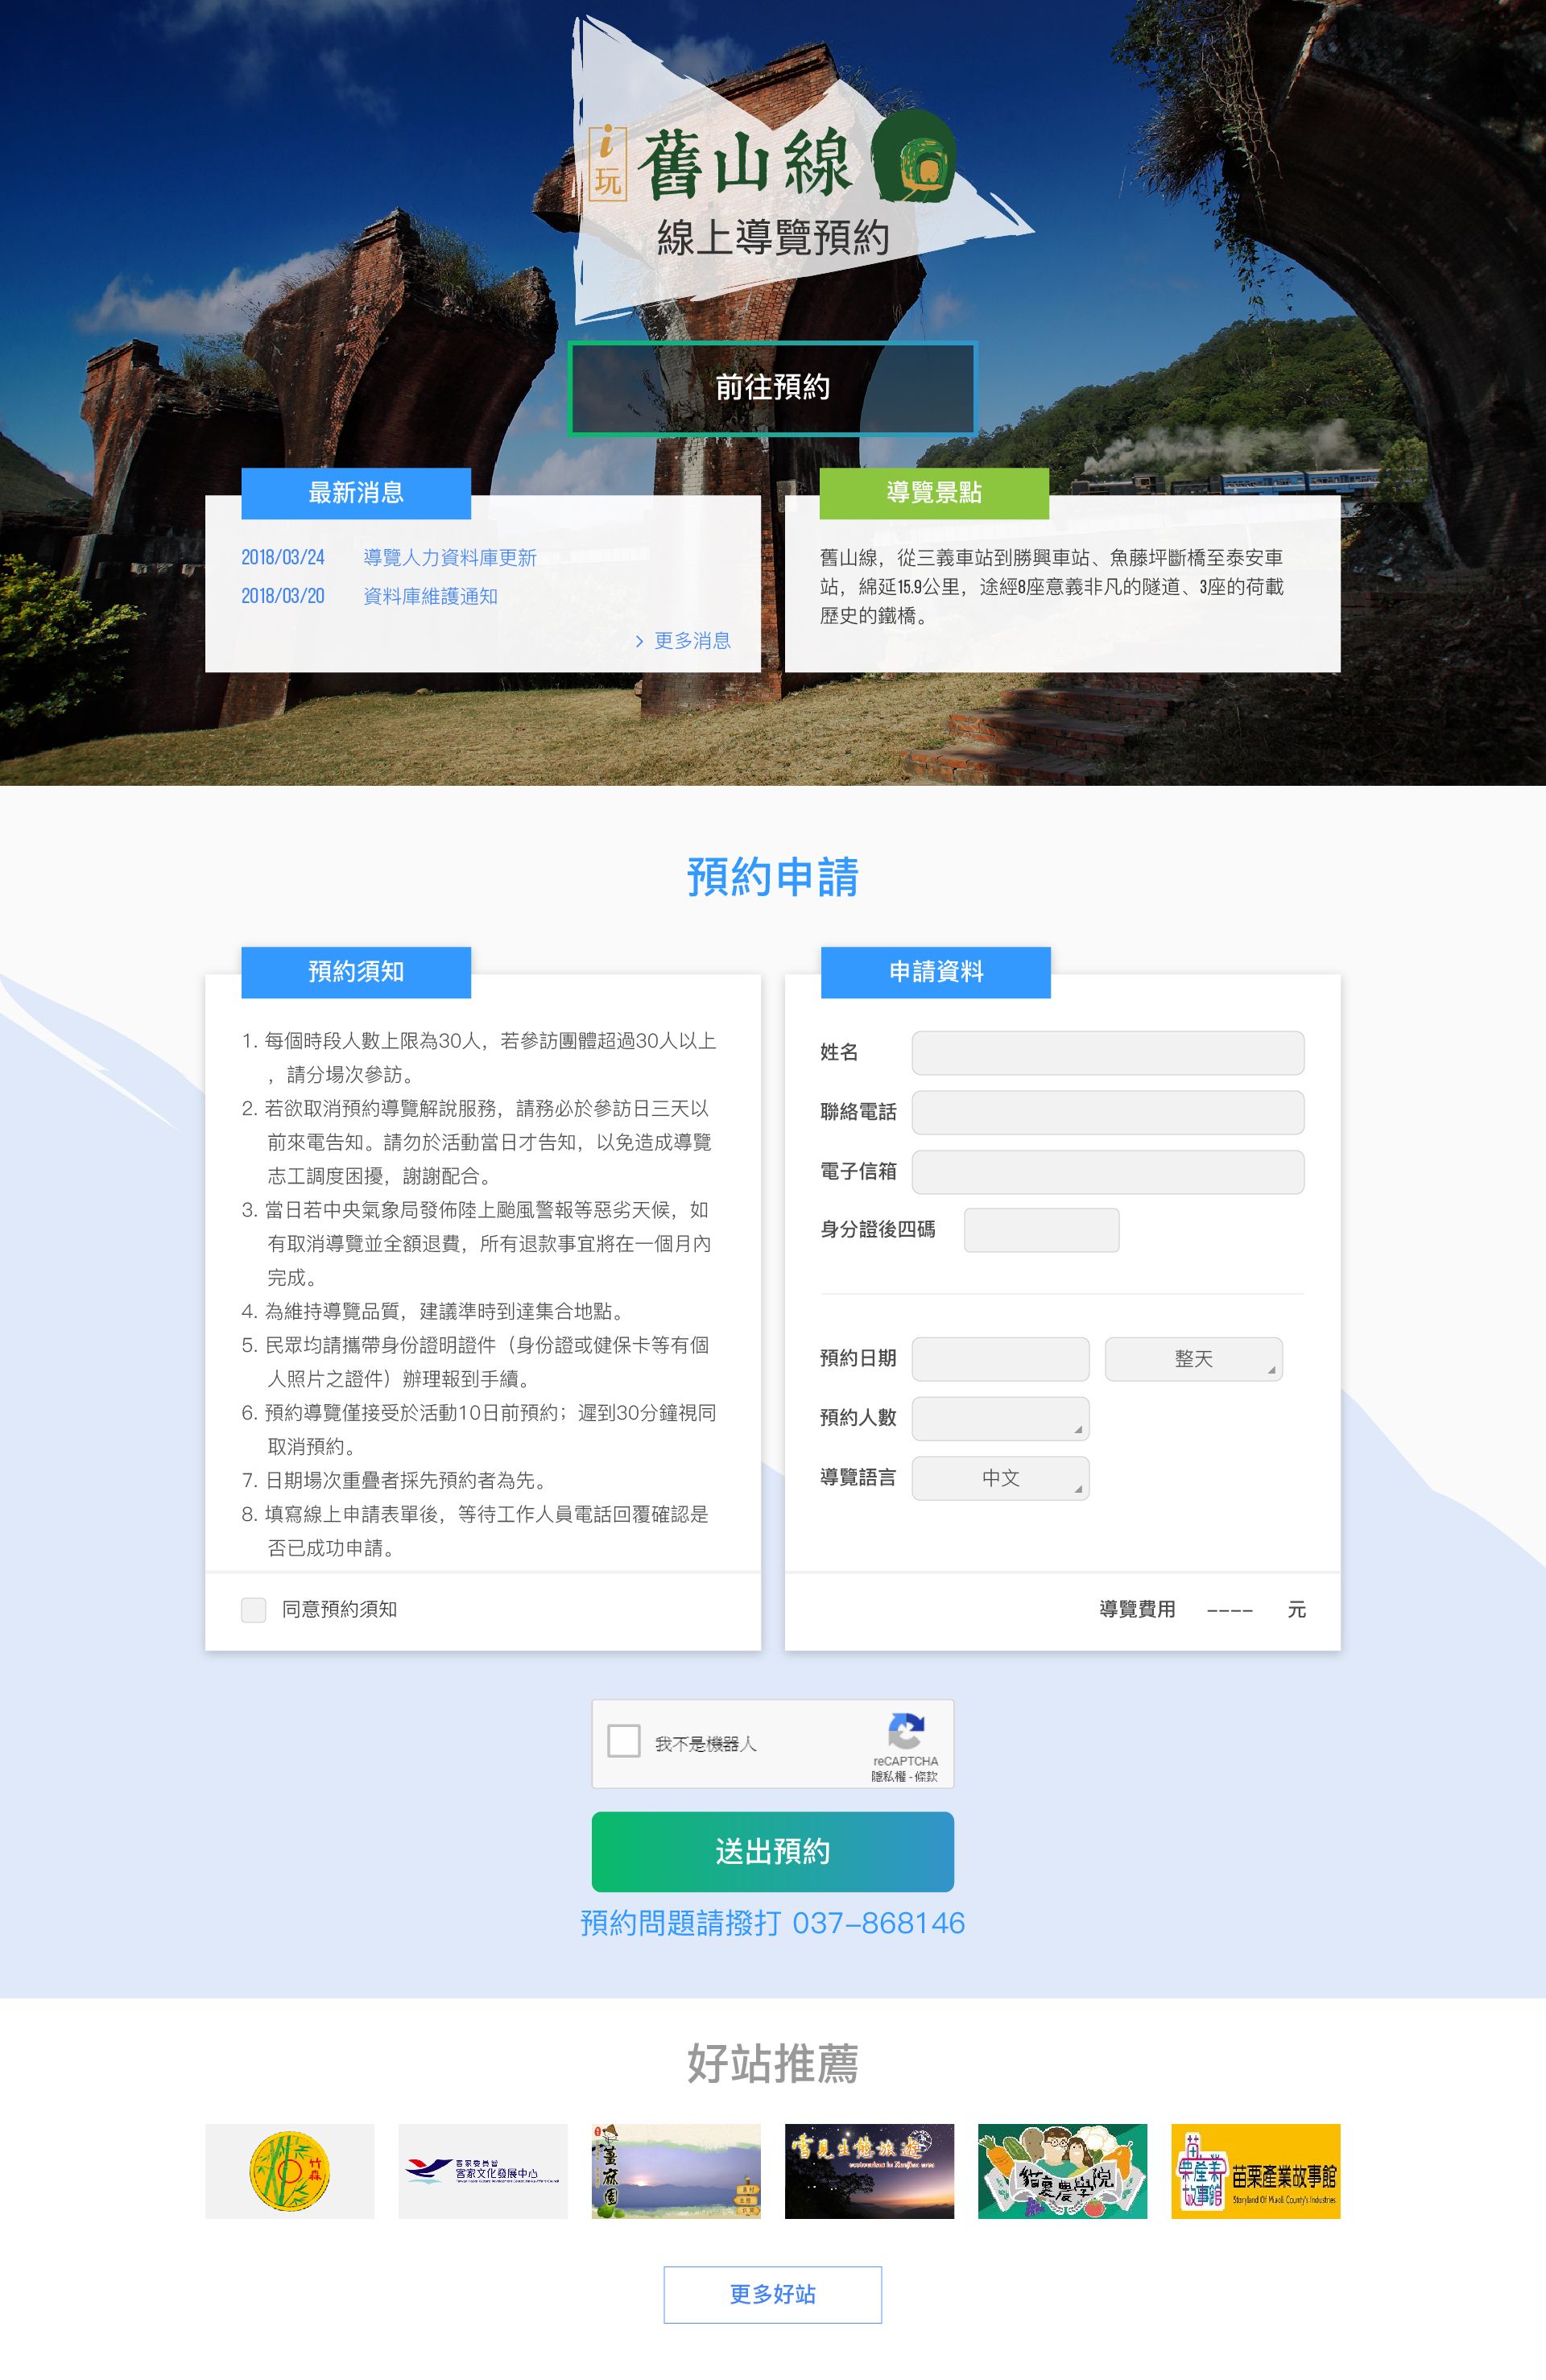 i
玩
舊山線
線上導覽預約
前往預約
最新消息
2018/03/24 導覽人力資料庫更新
2018/03/20 資料庫維護通知
> 更多消息
導覽景點
舊山線，從三義車站到勝興車站、魚藤坪斷橋至泰安車
站，綿延15.9公里，途經8座意義非凡的隧道、3座的荷載
歷史的鐵橋。
預約申請
預約須知
1. 每個時段人數上限為30人，若參訪團體超過30人以上
，請分場次參訪。
2. 若欲取消預約導覽解說服務，請務必於參訪日三天以
前來電告知。請勿於活動當日才告知，以免造成導覽
志工調度困擾，謝謝配合。
3. 當日若中央氣象局發佈陸上颱風警報等惡劣天候，如
有取消導覽並全額退費，所有退款事宜將在一個月內
完成。
4. 為維持導覽品質，建議準時到達集合地點。
5. 民眾均請攜帶身份證明證件（身份證或健保卡等有個
人照片之證件）辦理報到手續。
6. 預約導覽僅接受於活動10日前預約；遲到30分鐘視同
取消預約。
7. 日期場次重疊者採先預約者為先。
8. 填寫線上申請表單後，等待工作人員電話回覆確認是
否已成功申請。
同意預約須知
申請資料
姓名
聯絡電話
電子信箱
身分證後四碼
預約日期 整天
預約人數
導覽語言 中文
導覽費用 ---- 元
我不是機器人
reCAPTCHA
隱私權 - 條款
送出預約
預約問題請撥打 037-868146
好站推薦
竹森
客家委員會
客家文化發展中心
薑麻園
雪見生態旅遊
貓裏農學院
苗栗產業故事館
苗栗產業故事館
Storyland Of Miaoli County's Industries
更多好站